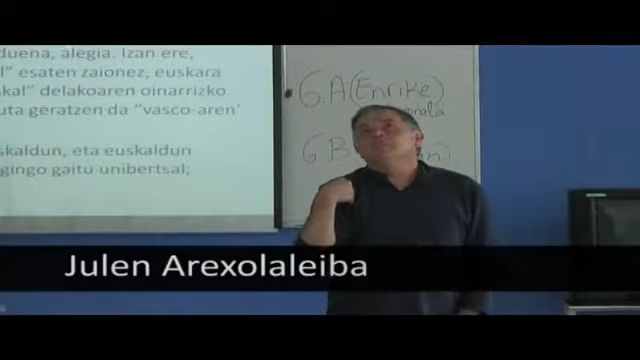 duena, alegia. Izan ere,
l" esaten zaionez, euskara
kal" delakoaren oinarrizko
uta geratzen da "vasco-aren'
skaldun, eta euskaldun
gingo gaitu unibertsal;
6.A (Enrike)
6 B
Julen Arexolaleiba